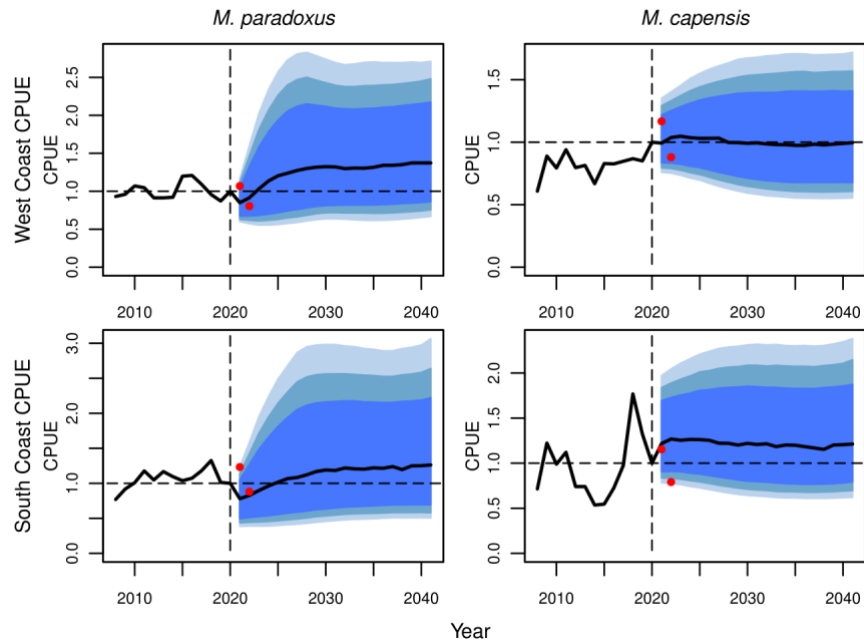 M. paradoxus
M. capensis
West Coast CPUE
CPUE
0.0 0.5 1.0 1.5 2.0 2.5
2010 2020 2030 2040
CPUE
0.0 0.5 1.0 1.5
2010 2020 2030 2040
South Coast CPUE
CPUE
0.0 1.0 2.0 3.0
2010 2020 2030 2040
CPUE
0.0 0.5 1.0 1.5 2.0
2010 2020 2030 2040
Year